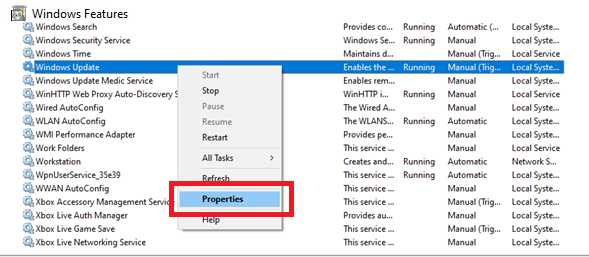 Windows Features
Windows Search Provides co... Running Automatic (... Local Syste...
Windows Security Service Windows Se... Running Manual Local Syste...
Windows Time Maintains d... Manual (Trig... Local Service
Windows Update Enables the ... Running Manual (Trig... Local Syste...
Windows Update Medic Service Enables rem... Manual Local Syste...
WinHTTP Web Proxy Auto-Discovery S WinHTTP i... Running Manual Local Service
Wired AutoConfig The Wired A... Manual Local Syste...
WLAN AutoConfig The WLANS... Running Automatic Local Syste...
WMI Performance Adapter Provides pe... Manual Local Syste...
Work Folders This service ... Manual Local Service
Workstation Creates and... Running Automatic Network S...
WpnUserService_35e39 This service ... Running Automatic Local Syste...
WWAN AutoConfig This service ... Manual Local Syste...
Xbox Accessory Management Service This service ... Manual (Trig... Local Syste...
Xbox Live Auth Manager Provides au... Manual Local Syste...
Xbox Live Game Save This service ... Manual (Trig... Local Syste...
Xbox Live Networking Service This service ... Manual Local Syste...
Start
Stop
Pause
Resume
Restart
All Tasks
Refresh
Properties
Help